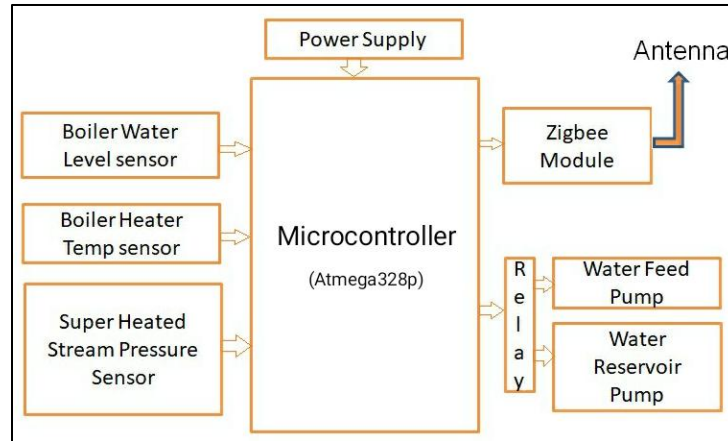 Power Supply
Antenna
Boiler Water
Level sensor
Zigbee
Module
Boiler Heater
Temp sensor
Microcontroller
(Atmega328p)
Relay
Water Feed
Pump
Super Heated
Stream Pressure
Sensor
Water
Reservoir
Pump